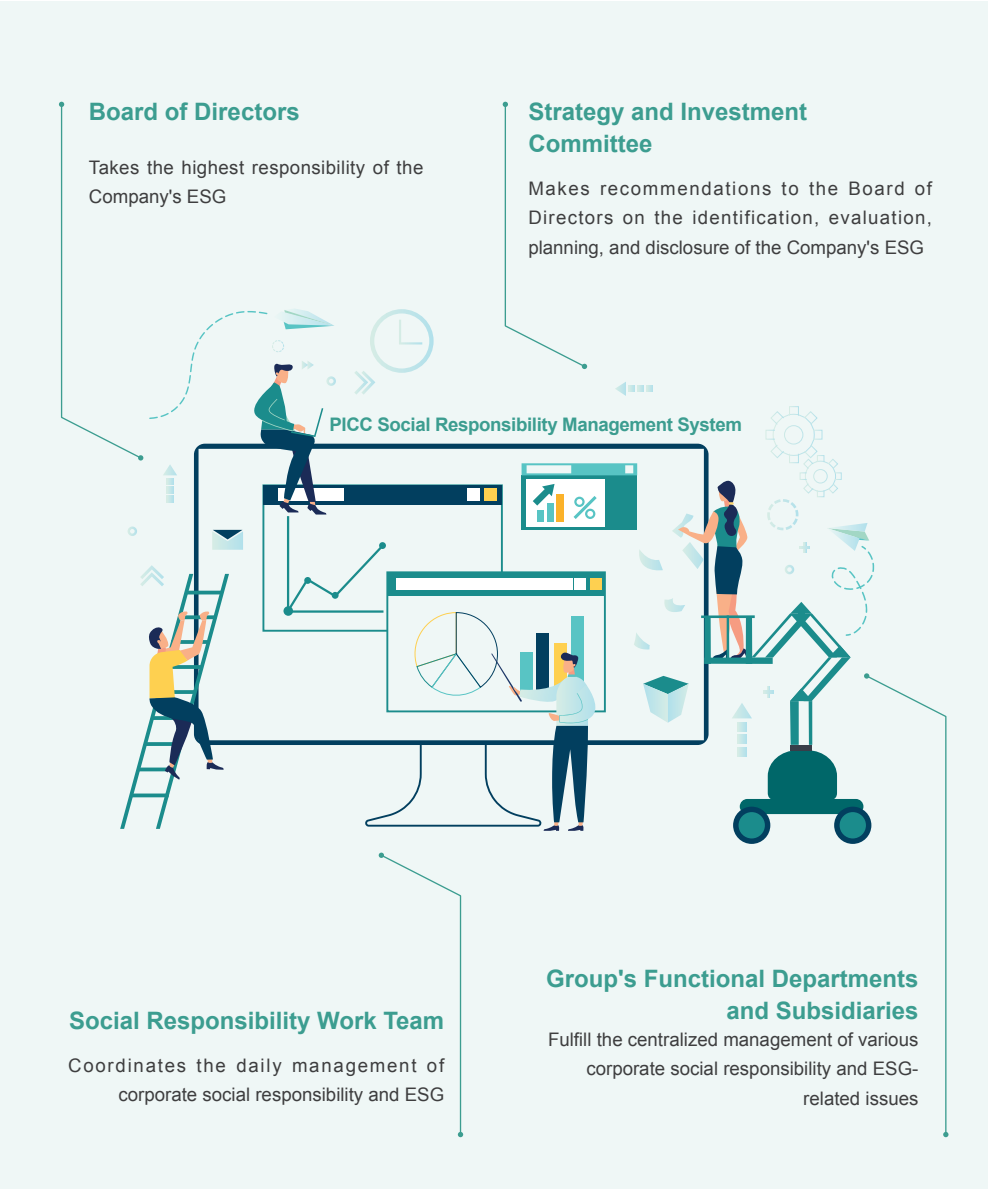 Board of Directors
Takes the highest responsibility of the
Company's ESG
Strategy and Investment
Committee
Makes recommendations to the Board of
Directors on the identification, evaluation,
planning, and disclosure of the Company's ESG
PICC Social Responsibility Management System
%
Social Responsibility Work Team
Coordinates the daily management of
corporate social responsibility and ESG
Group's Functional Departments
and Subsidiaries
Fulfill the centralized management of various
corporate social responsibility and ESG-
related issues